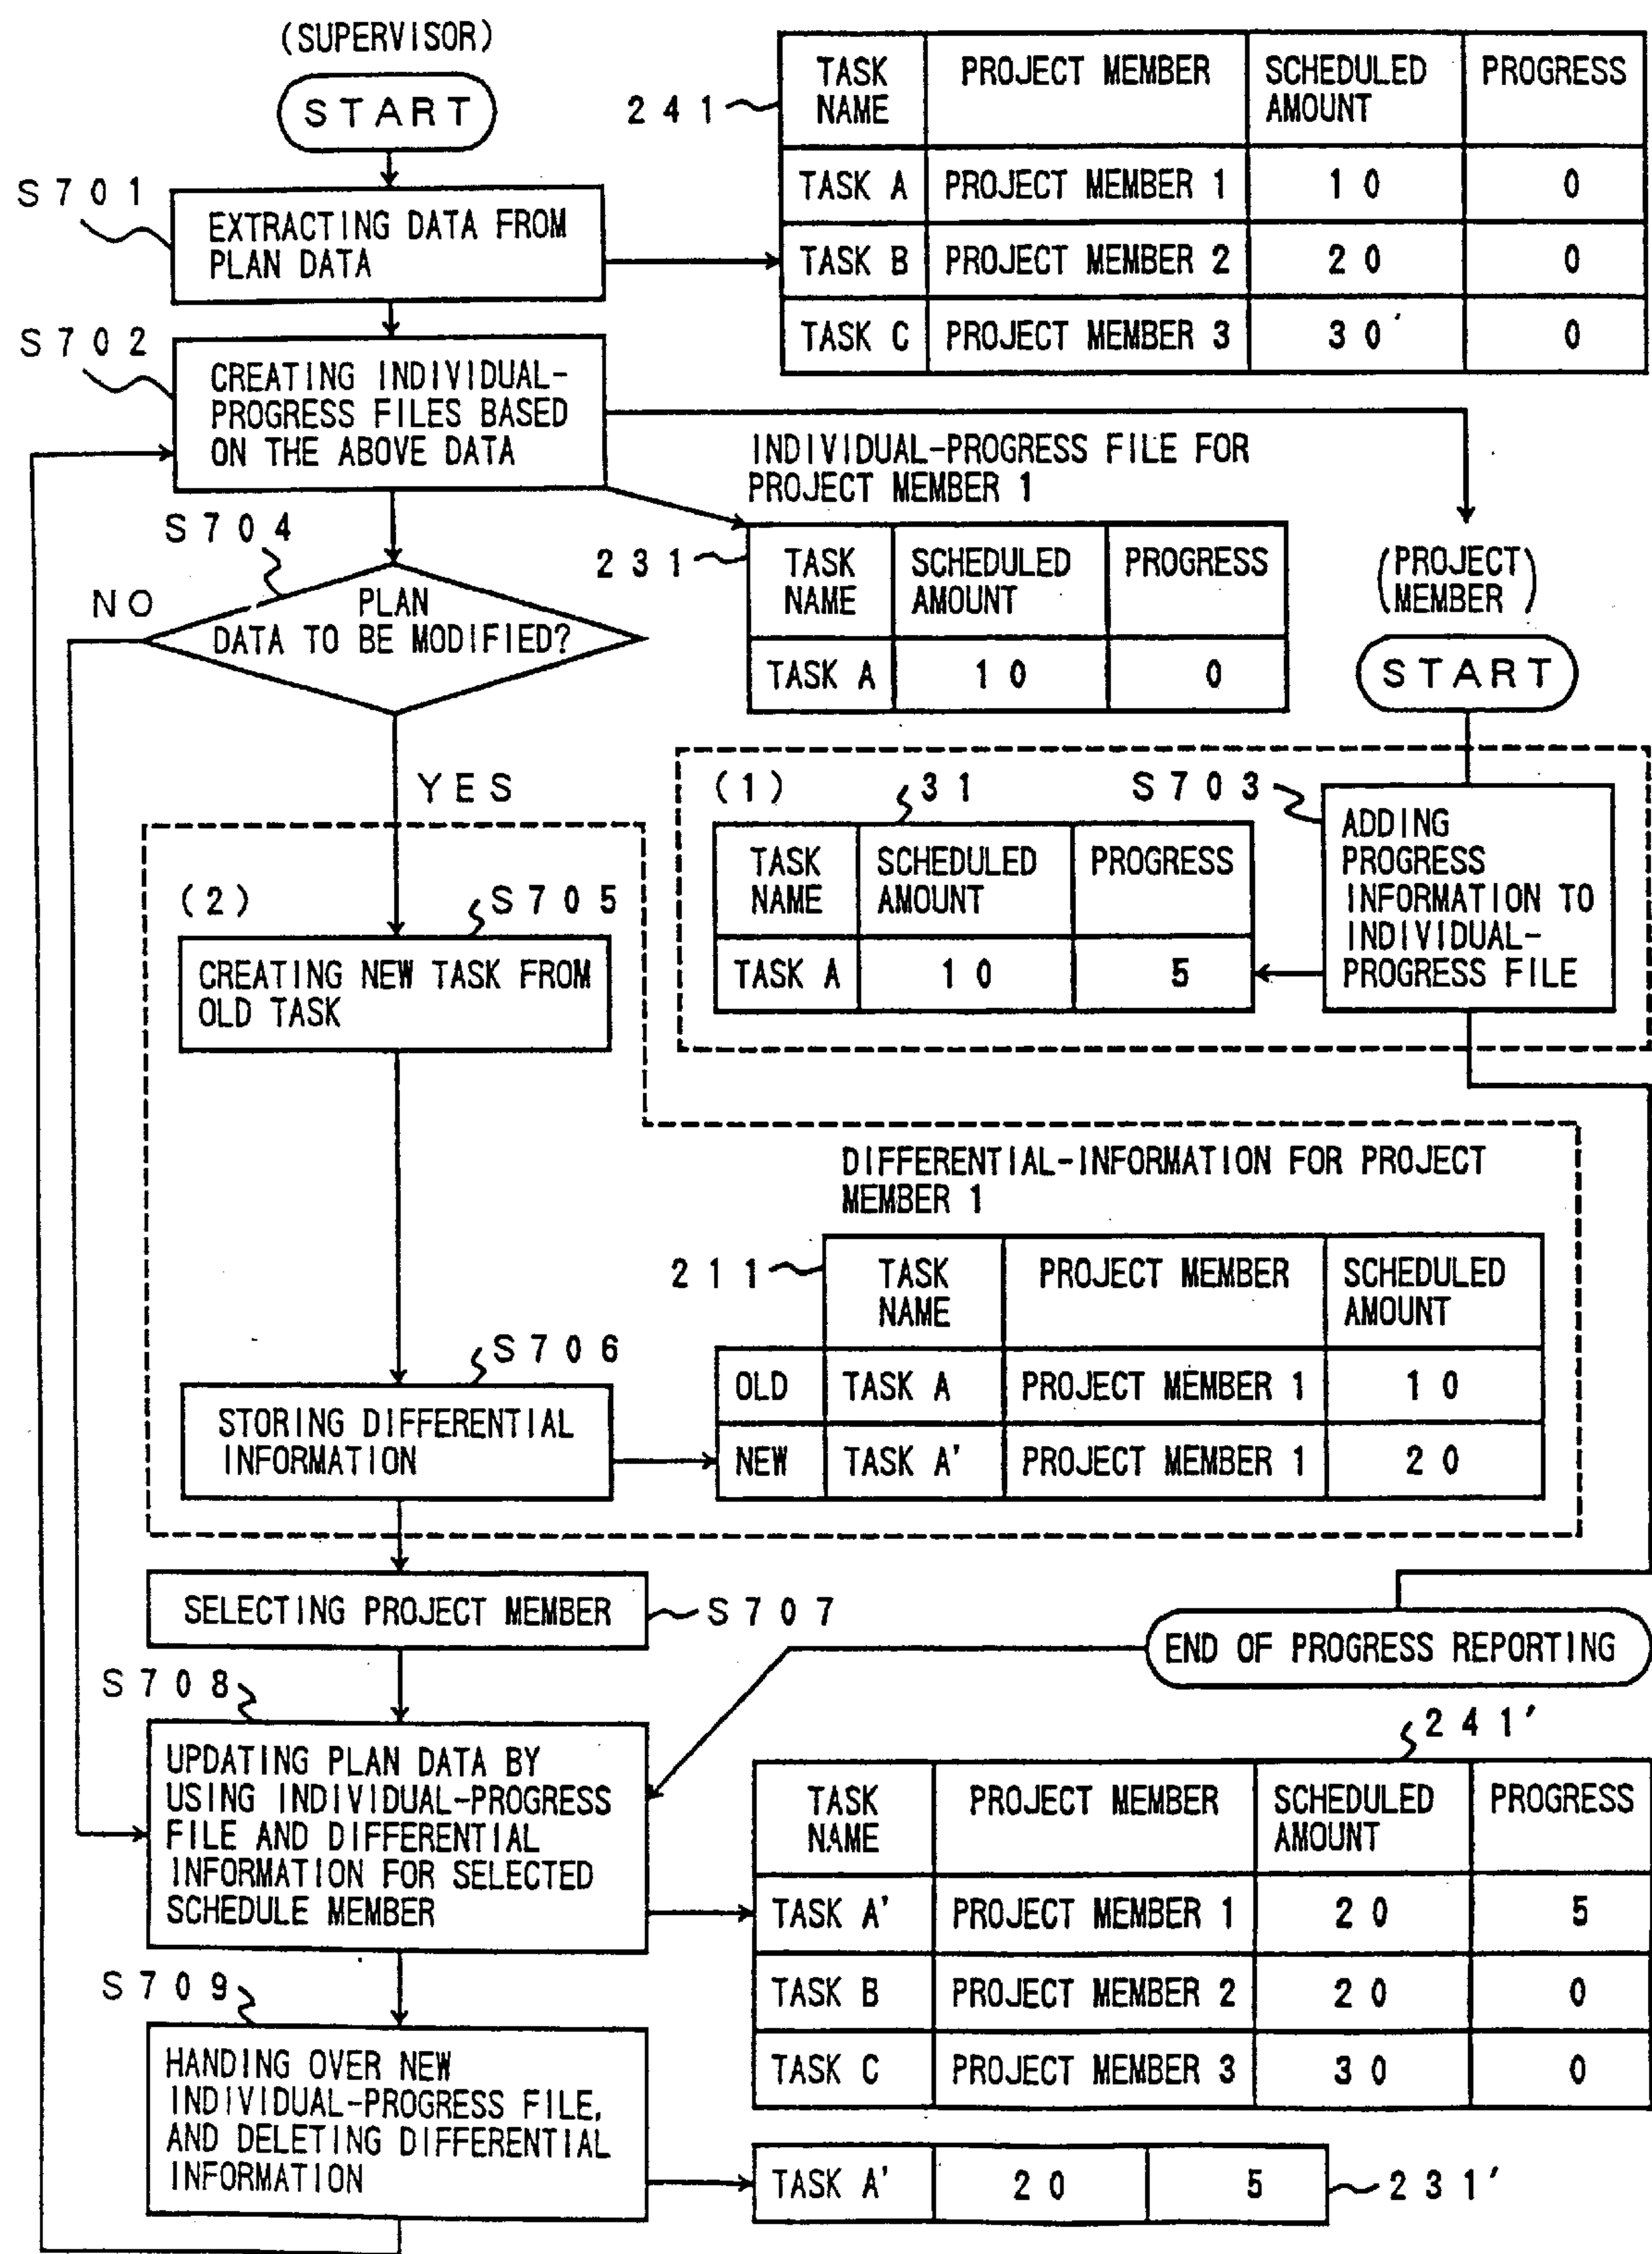 (SUPERVISOR)
START
241
TASK NAME
PROJECT MEMBER
SCHEDULED AMOUNT
PROGRESS
TASK A
PROJECT MEMBER 1
10
0
TASK B
PROJECT MEMBER 2
20
0
TASK C
PROJECT MEMBER 3
30
0
S701
EXTRACTING DATA FROM
PLAN DATA
S702
CREATING INDIVIDUAL-
PROGRESS FILES BASED
ON THE ABOVE DATA
INDIVIDUAL-PROGRESS FILE FOR
PROJECT MEMBER 1
231
TASK NAME
SCHEDULED AMOUNT
PROGRESS
TASK A
10
0
(PROJECT
MEMBER)
START
S704
NO
PLAN
DATA TO BE MODIFIED?
YES
(1)
31
S703
TASK NAME
SCHEDULED AMOUNT
PROGRESS
TASK A
10
5
ADDING
PROGRESS
INFORMATION TO
INDIVIDUAL-
PROGRESS FILE
(2)
S705
CREATING NEW TASK FROM
OLD TASK
DIFFERENTIAL-INFORMATION FOR PROJECT
MEMBER 1
211
TASK NAME
PROJECT MEMBER
SCHEDULED AMOUNT
OLD
TASK A
PROJECT MEMBER 1
10
NEW
TASK A'
PROJECT MEMBER 1
20
S706
STORING DIFFERENTIAL
INFORMATION
SELECTING PROJECT MEMBER
S707
END OF PROGRESS REPORTING
S708
UPDATING PLAN DATA BY
USING INDIVIDUAL-PROGRESS
FILE AND DIFFERENTIAL
INFORMATION FOR SELECTED
SCHEDULE MEMBER
241'
TASK NAME
PROJECT MEMBER
SCHEDULED AMOUNT
PROGRESS
TASK A'
PROJECT MEMBER 1
20
5
TASK B
PROJECT MEMBER 2
20
0
TASK C
PROJECT MEMBER 3
30
0
S709
HANDING OVER NEW
INDIVIDUAL-PROGRESS FILE,
AND DELETING DIFFERENTIAL
INFORMATION
TASK A'
20
5
231'